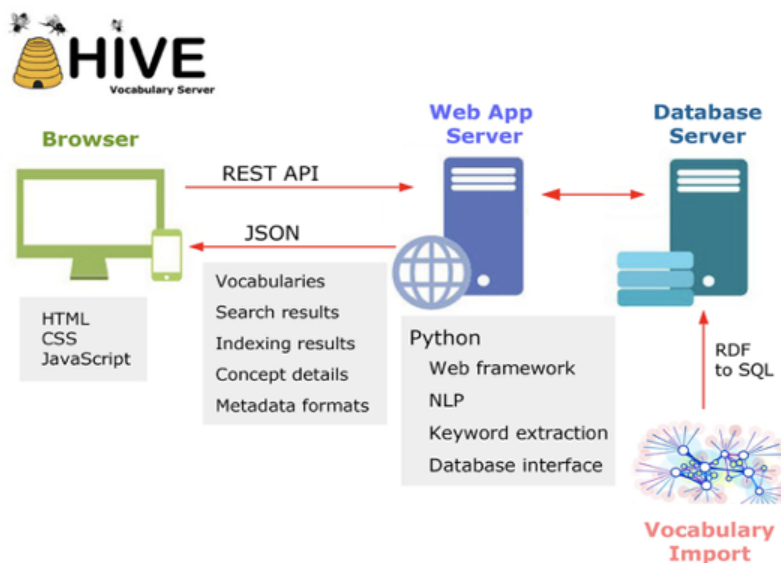 HIVE
Vocabulary Server
Browser
Web App
Server
Database
Server
REST API
JSON
HTML
CSS
JavaScript
Vocabularies
Search results
Indexing results
Concept details
Metadata formats
Python
Web framework
NLP
Keyword extraction
Database interface
RDF
to SQL
Vocabulary
Import